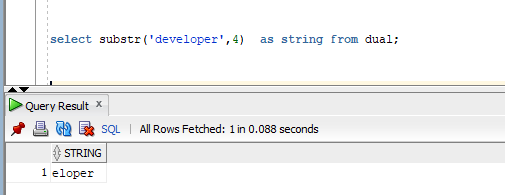 select substr('developer',4)  as string from dual;
Query Result x
SQL | All Rows Fetched: 1 in 0.088 seconds
STRING
1 eloper